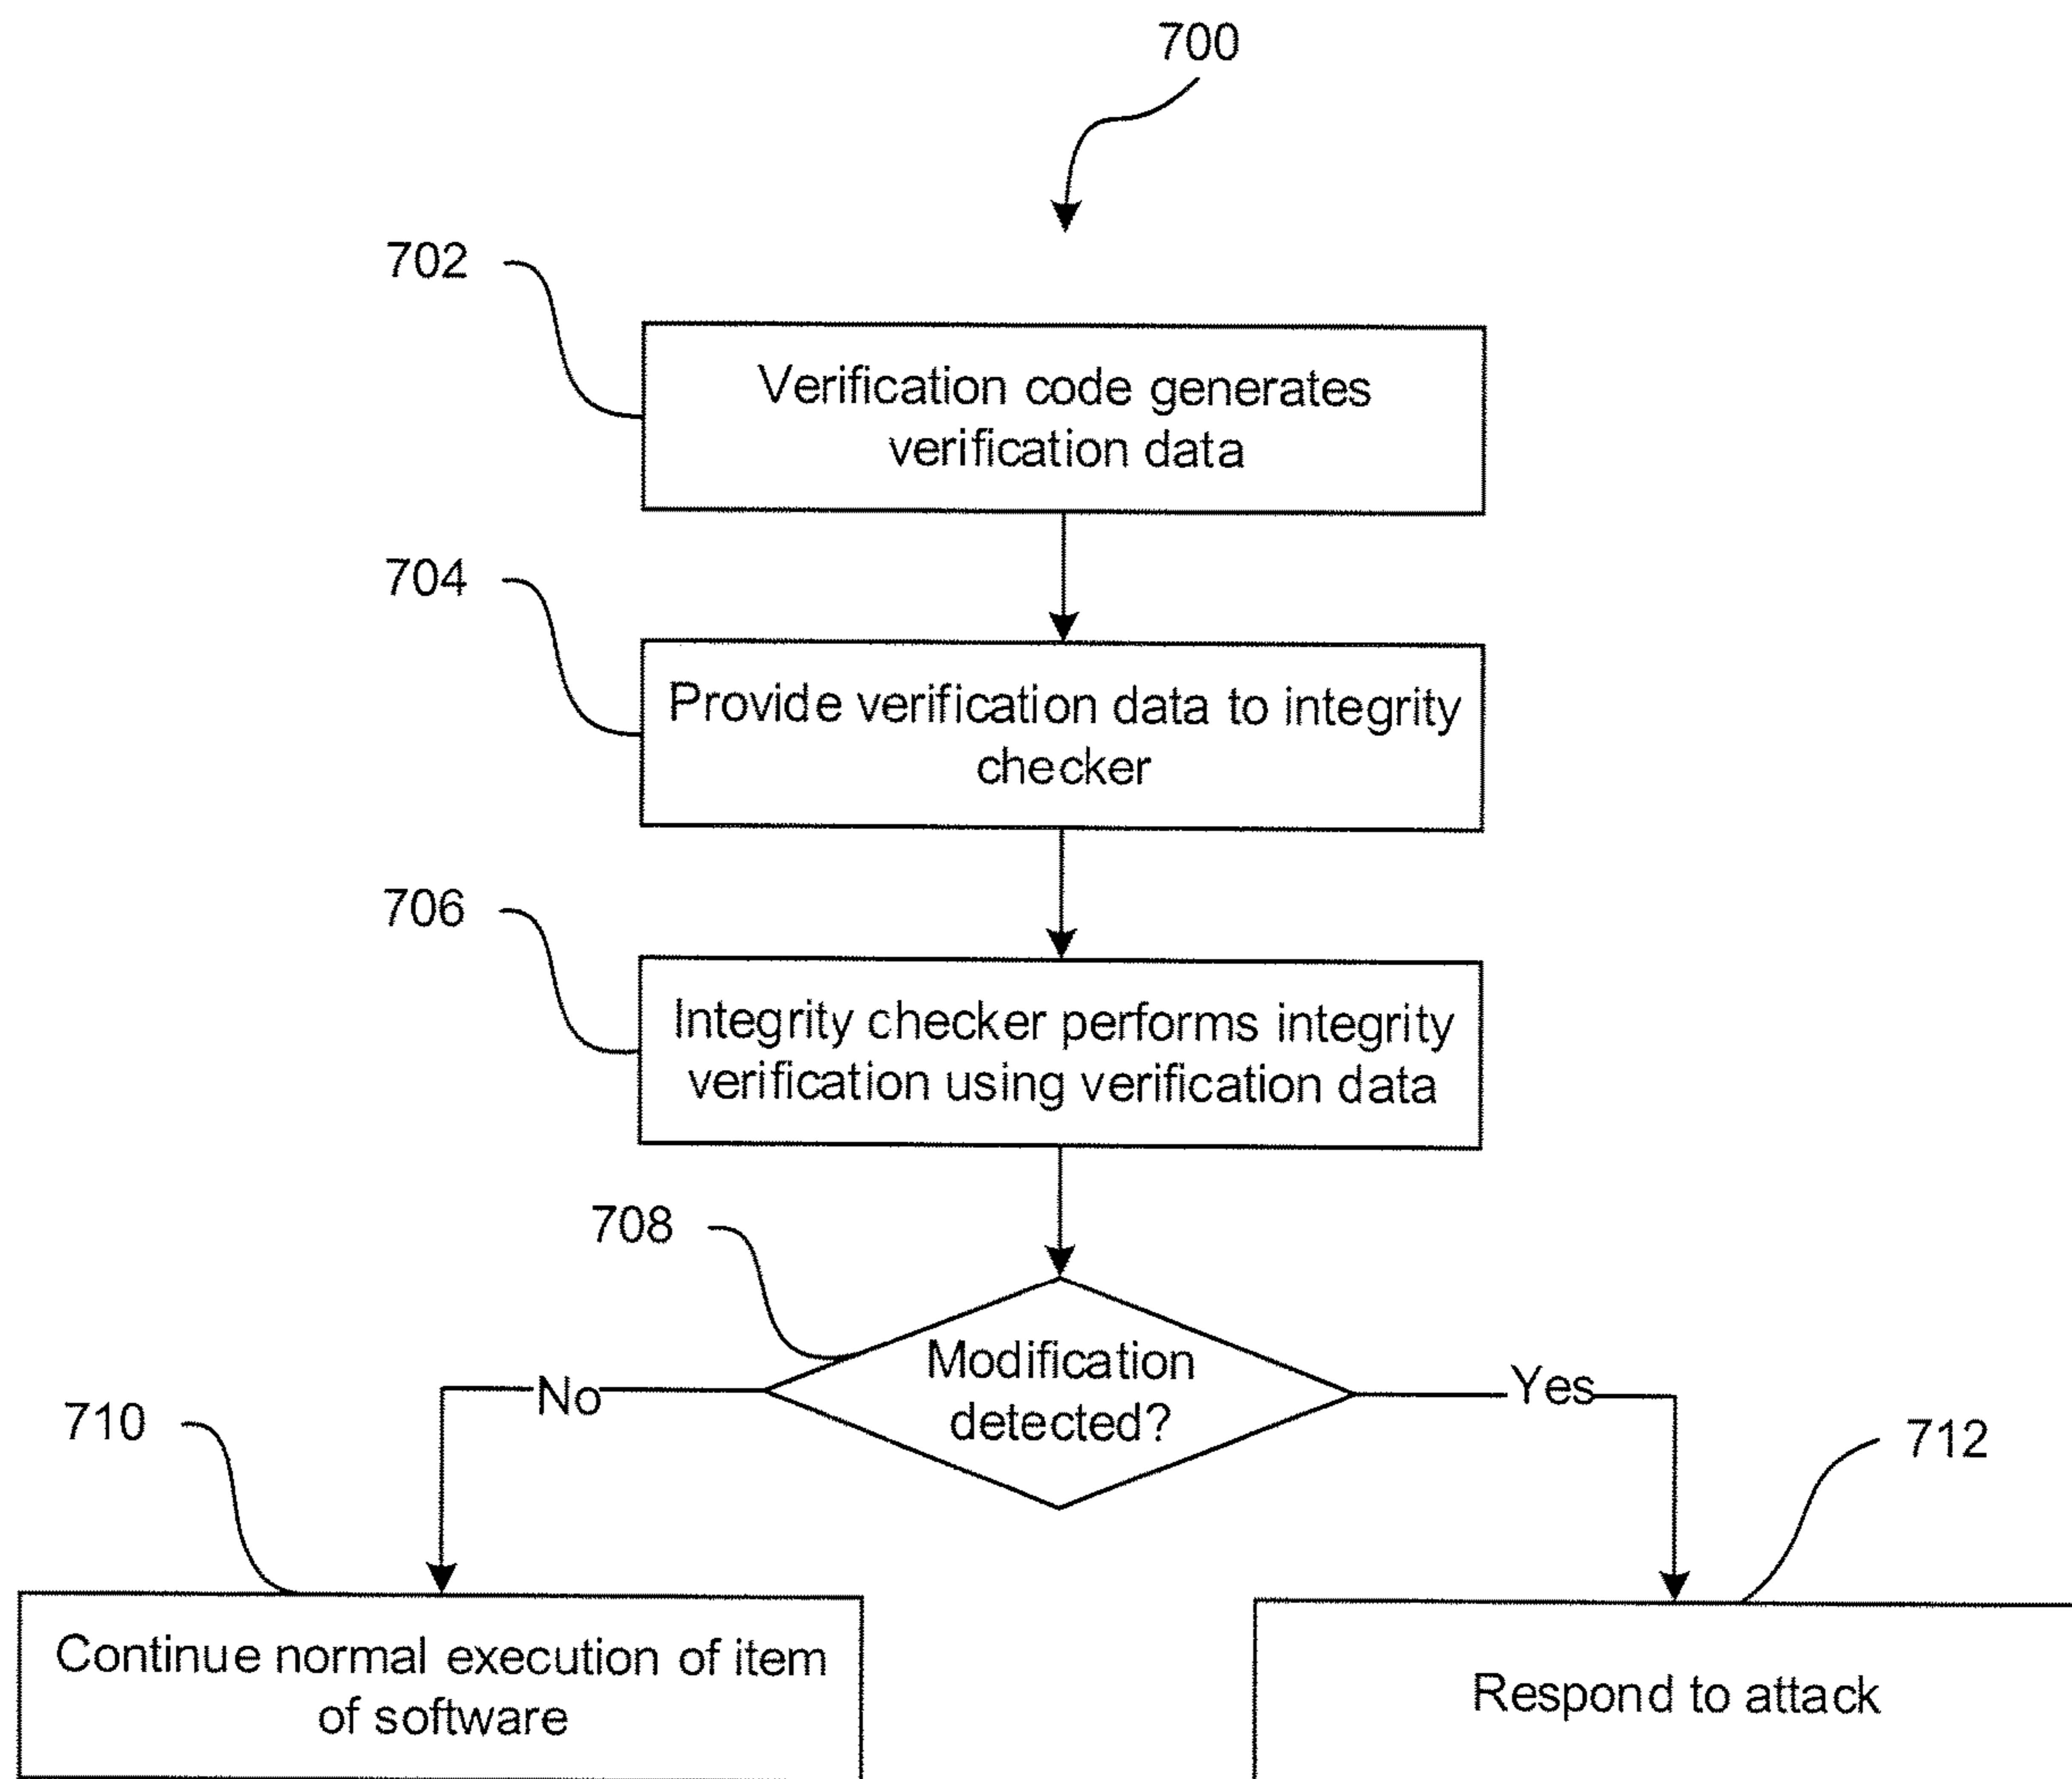 700
702
Verification code generates
verification data
704
Provide verification data to integrity
checker
706
Integrity checker performs integrity
verification using verification data
708
Modification
detected?
No
Yes
710
712
Continue normal execution of item
of software
Respond to attack